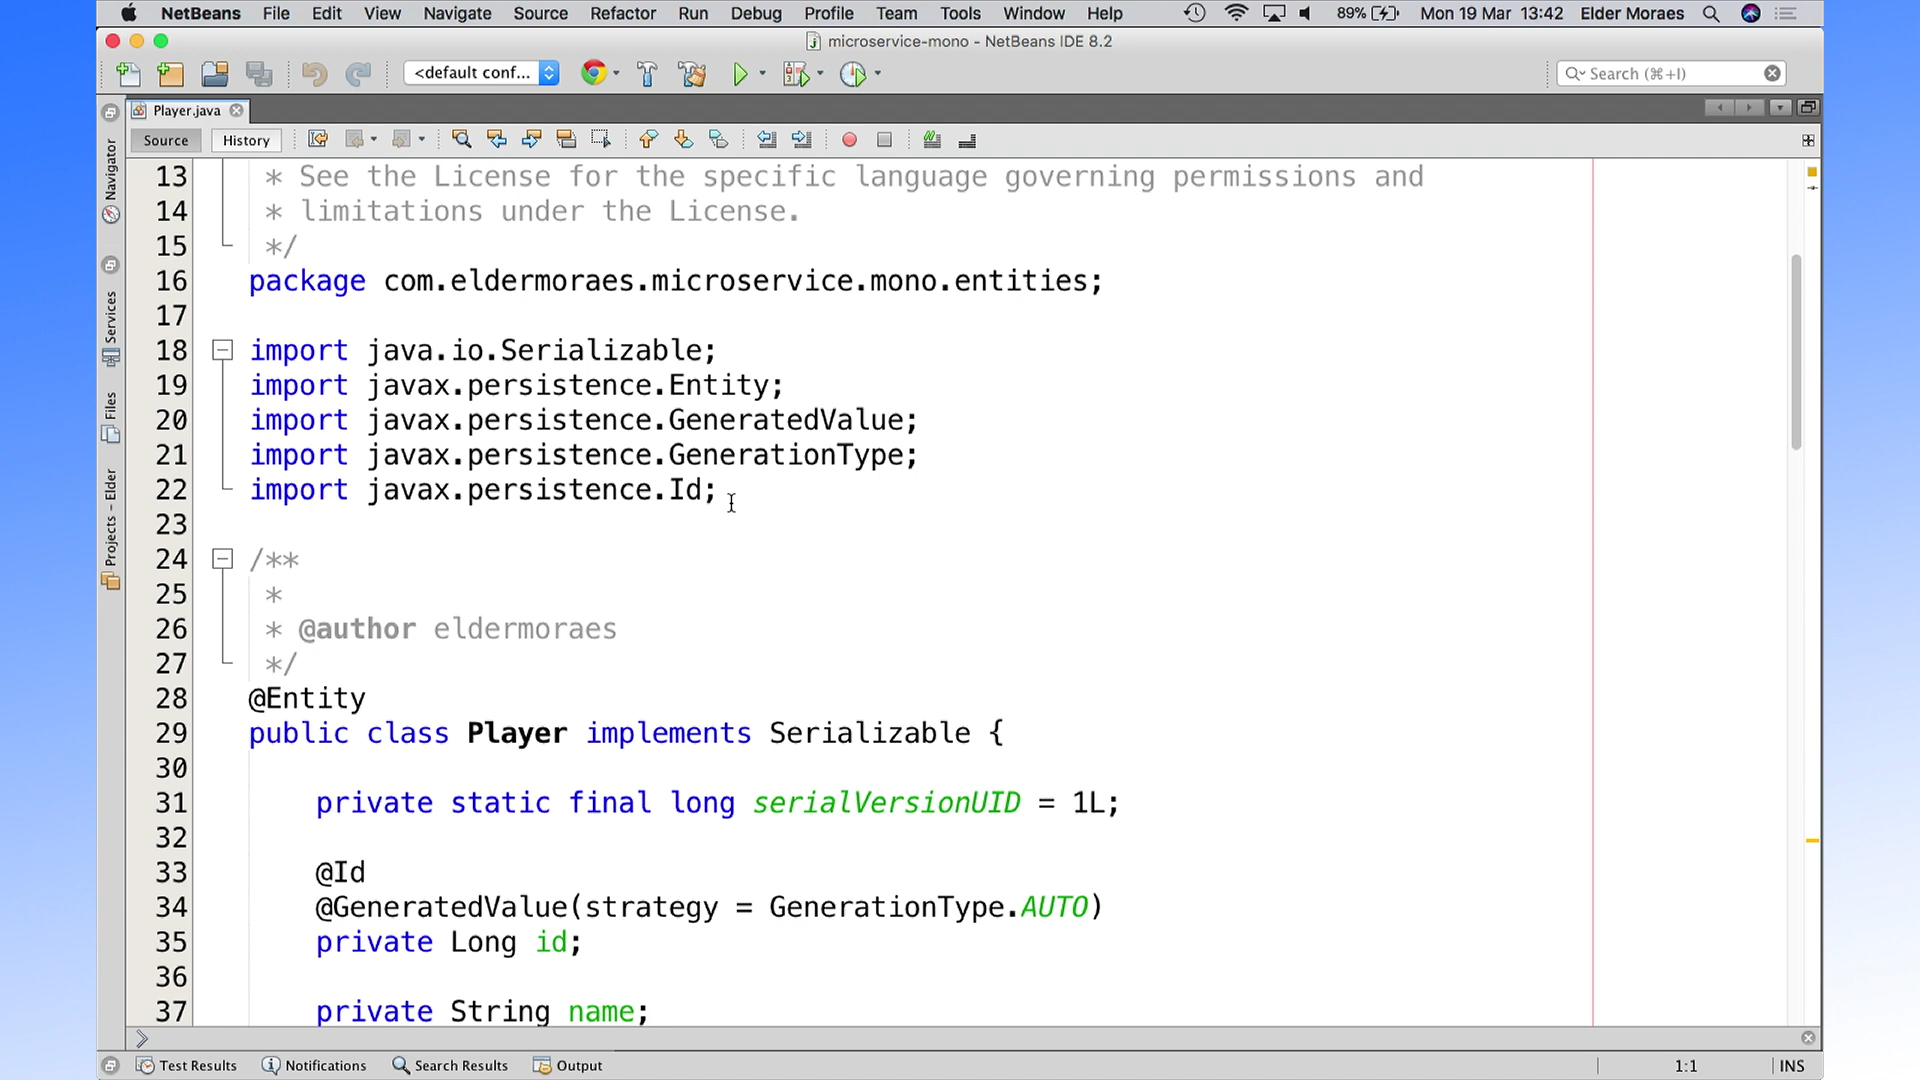 NetBeans File Edit View Navigate Source Refactor Run Debug Profile Team Tools Window Help 89% Mon 19 Mar 13:42 Elder Moraes
microservice-mono - NetBeans IDE 8.2
<default conf... Search (⌘+I)
Player.java
Source History
Navigator
Services
Files
Projects - Elder
13 * See the License for the specific language governing permissions and
14 * limitations under the License.
15 */
16 package com.eldermoraes.microservice.mono.entities;
17
18 import java.io.Serializable;
19 import javax.persistence.Entity;
20 import javax.persistence.GeneratedValue;
21 import javax.persistence.GenerationType;
22 import javax.persistence.Id;
23
24 /**
25 *
26 * @author eldermoraes
27 */
28 @Entity
29 public class Player implements Serializable {
30
31 private static final long serialVersionUID = 1L;
32
33 @Id
34 @GeneratedValue(strategy = GenerationType.AUTO)
35 private Long id;
36
37 private String name;
Test Results Notifications Search Results Output 1:1 INS